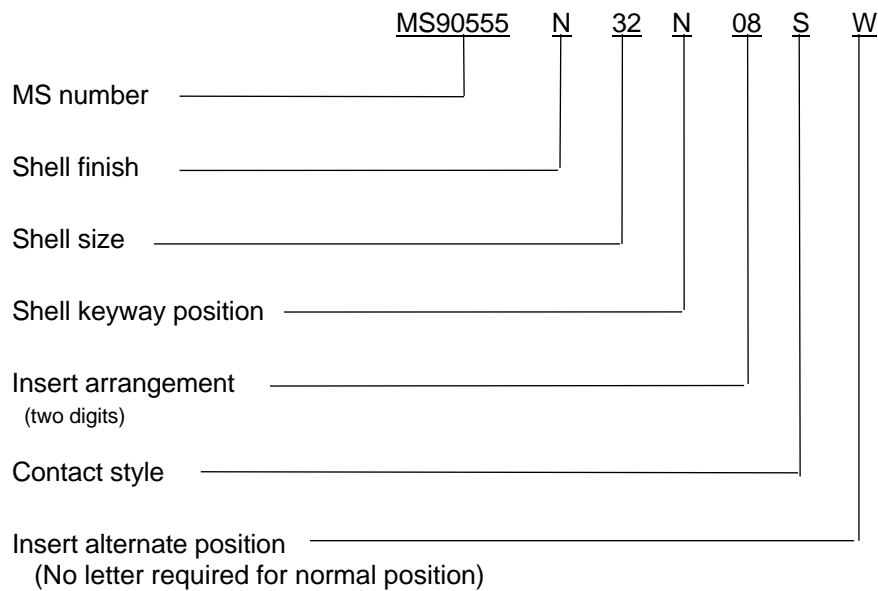 MS90555 N 32 N 08 S W
MS number
Shell finish
Shell size
Shell keyway position
Insert arrangement
(two digits)
Contact style
Insert alternate position
(No letter required for normal position)